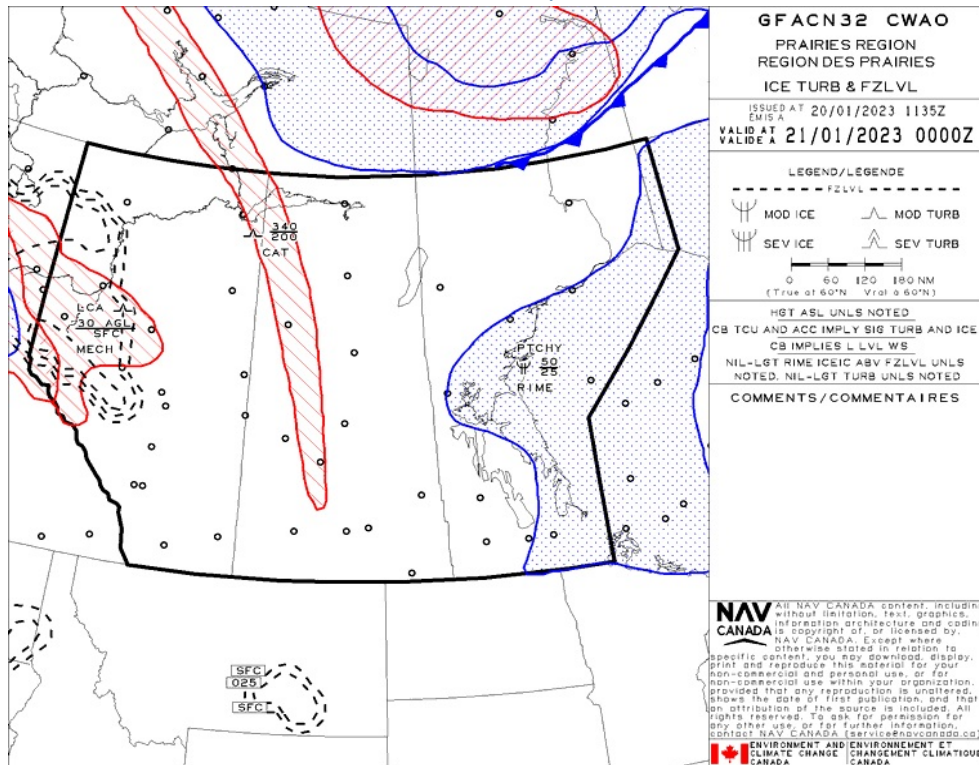 GFACN32 CWAO
PRAIRIES REGION
REGION DES PRAIRIES
ICE TURB & FZLVL
ISSUED AT
EMIS A
20/01/2023 1135Z
VALID AT
VALIDE A
21/01/2023 0000Z
LEGEND/LÉGENDE
FZLVL
MOD ICE
MOD TURB
SEV ICE
SEV TURB
0 60 120 180 NM
(True at 60°N Vrai à 60°N)
HGT ASL UNLS NOTED
CB TCU AND ACC IMPLY SIG TURB AND ICE
CB IMPLIES L LVL WS
NIL-LGT RIME ICEIC ABV FZLVL UNLS
NOTED. NIL-LGT TURB UNLS NOTED
COMMENTS/COMMENTAIRES
340
200
CAT
LCA
30 AGL
SFC
MECH
PTCHY
50
25
RIME
SFC
025
SFC
NAV
CANADA
All NAV CANADA content, includin
without limitation, text, graphics,
information architecture and codin
is copyright of, or licensed by,
NAV CANADA. Except where
otherwise stated in relation to
specific content, you may download, display,
print and reproduce this material for your
non-commercial and personal use, or for
non-commercial use within your organization,
provided that any reproduction is unaltered,
shows the date of first publication, and that
an attribution of the source is included. All
rights reserved. To ask for permission for
any other use, or for further information,
contact NAV CANADA (service@navcanada.ca)
ENVIRONMENT AND
CLIMATE CHANGE
CANADA
ENVIRONNEMENT ET
CHANGEMENT CLIMATIQUE
CANADA